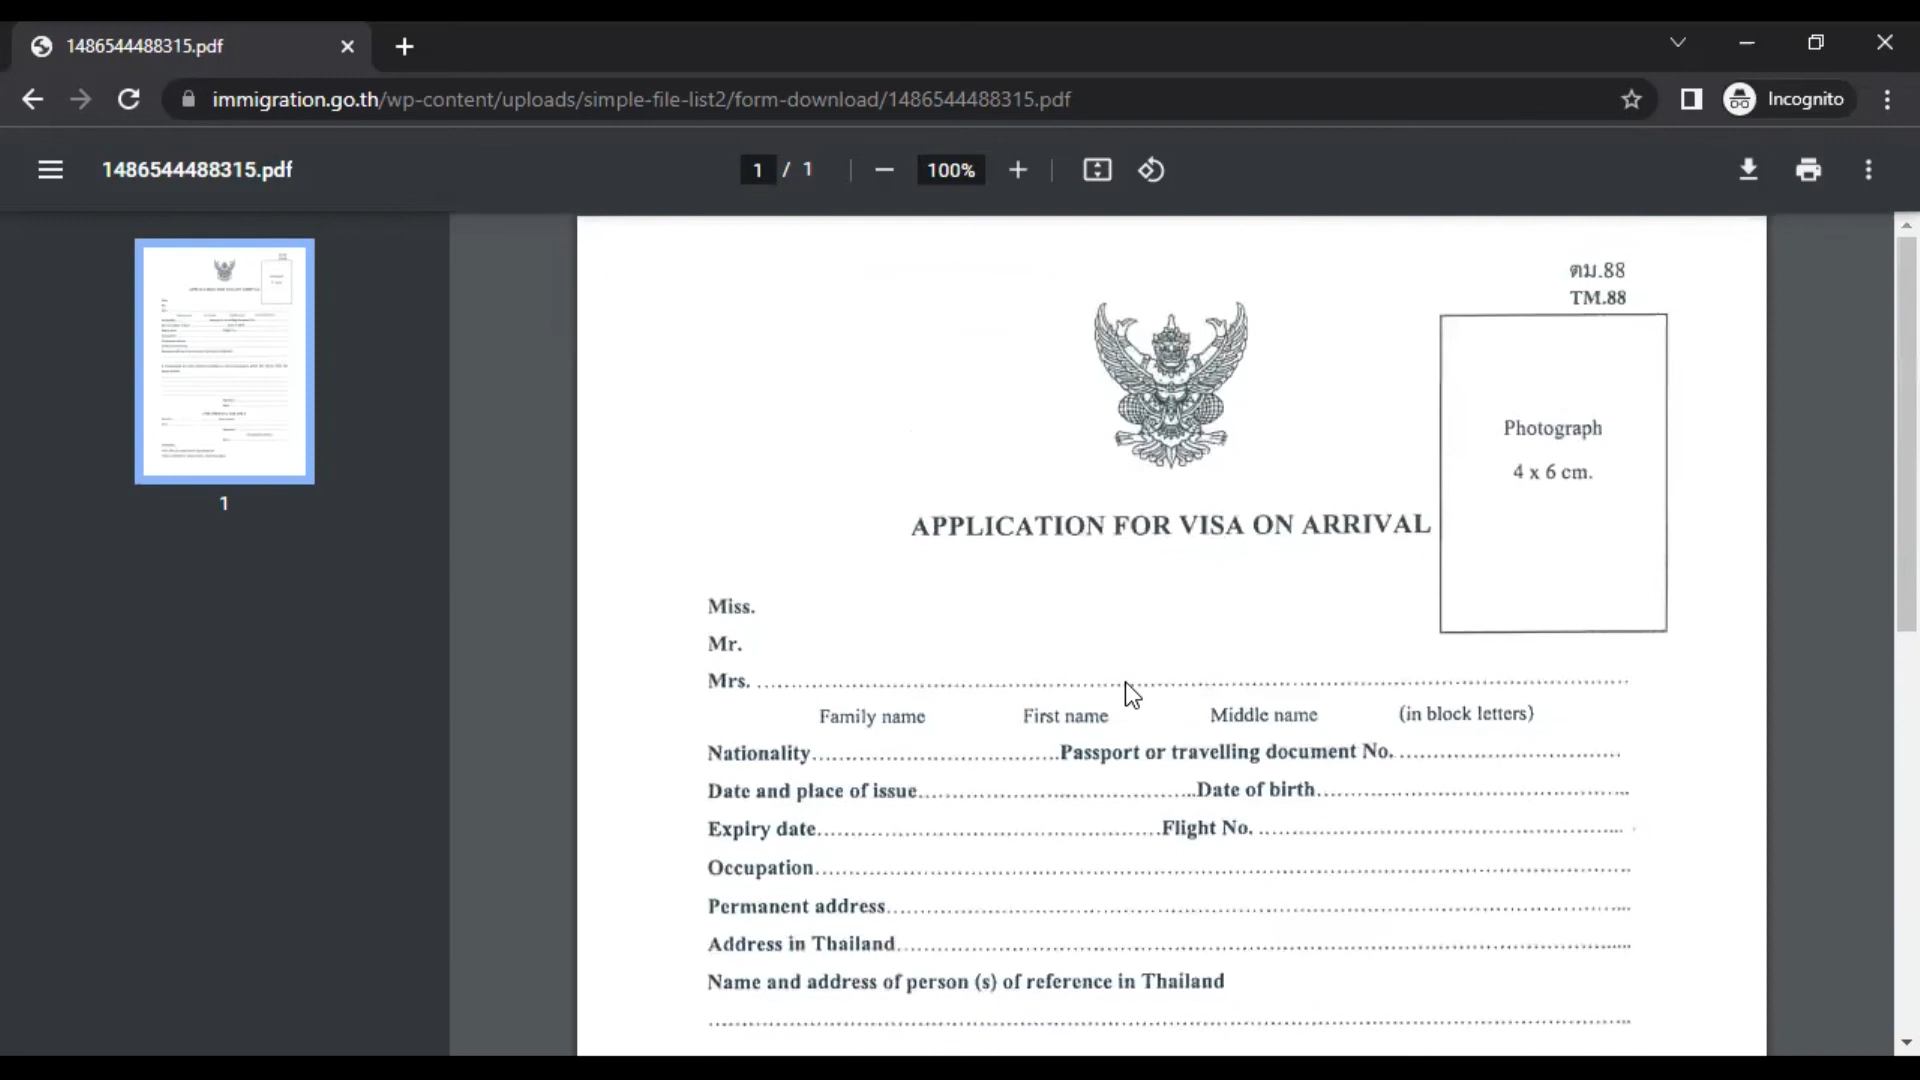 1486544488315.pdf
immigration.go.th/wp-content/uploads/simple-file-list2/form-download/1486544488315.pdf
Incognito
1486544488315.pdf
1 / 1
100%
1
ตม.88
TM.88
Photograph
4 x 6 cm.
APPLICATION FOR VISA ON ARRIVAL
Miss.
Mr.
Mrs. ........................................
Family name First name Middle name (in block letters)
Nationality....................Passport or travelling document No. ....................
Date and place of issue....................Date of birth....................
Expiry date....................Flight No. ....................
Occupation....................
Permanent address....................
Address in Thailand....................
Name and address of person (s) of reference in Thailand